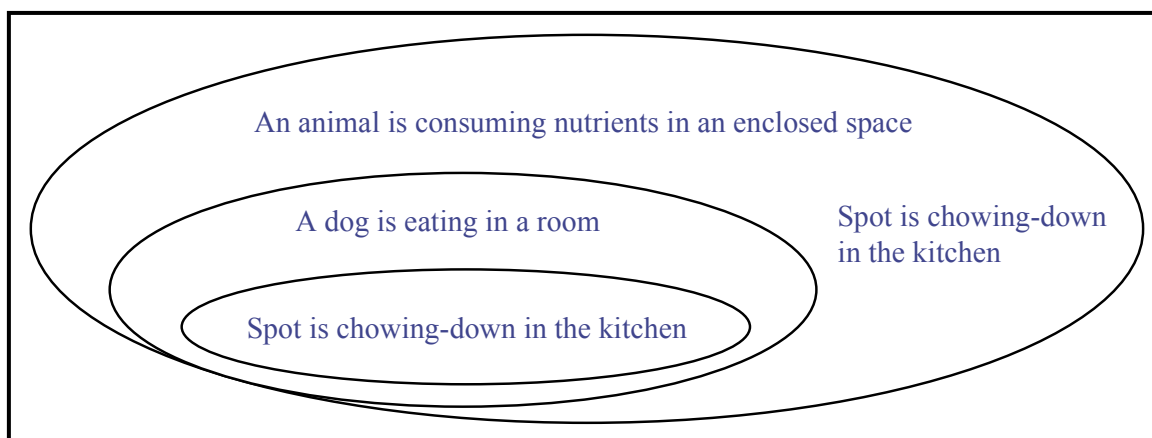 An animal is consuming nutrients in an enclosed space
A dog is eating in a room
Spot is chowing-down
in the kitchen
Spot is chowing-down in the kitchen